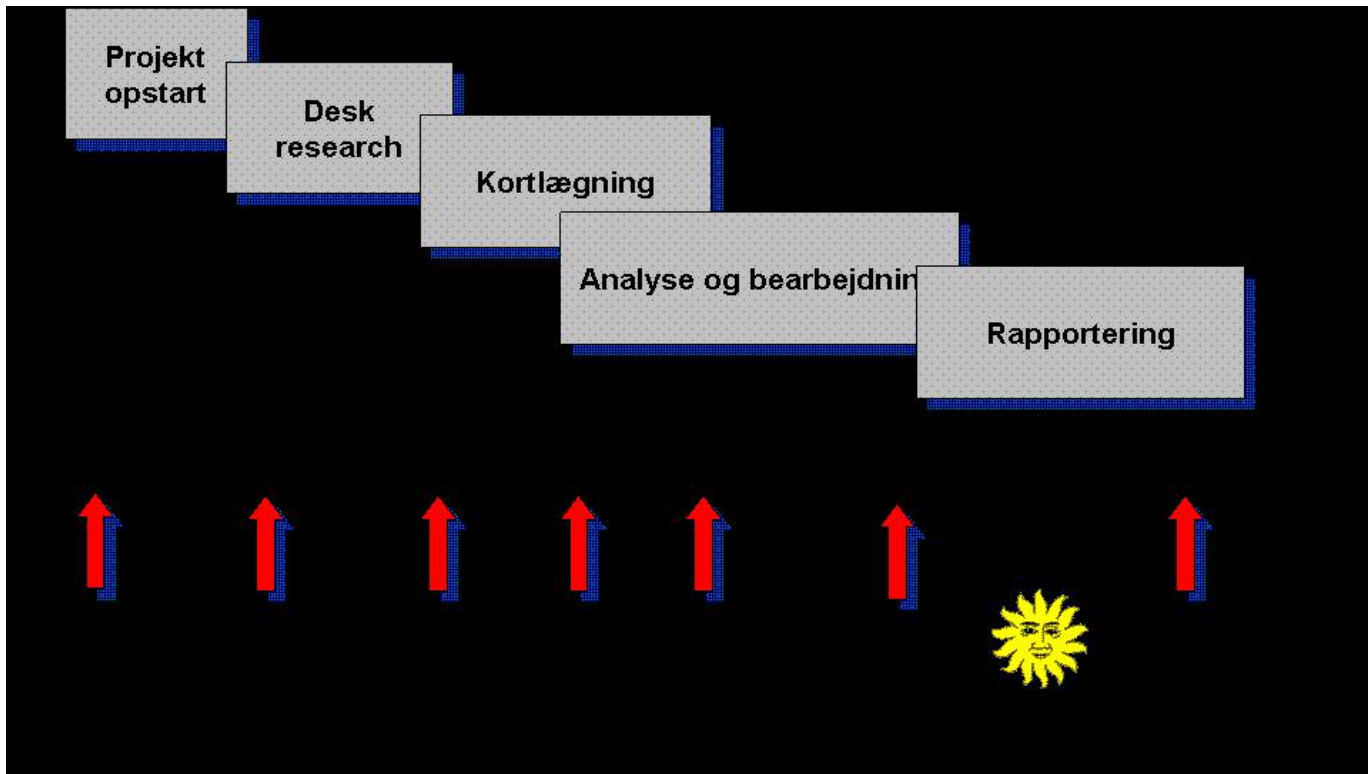 Projekt
opstart
Desk
research
Kortlægning
Analyse og bearbejdnin
Rapportering